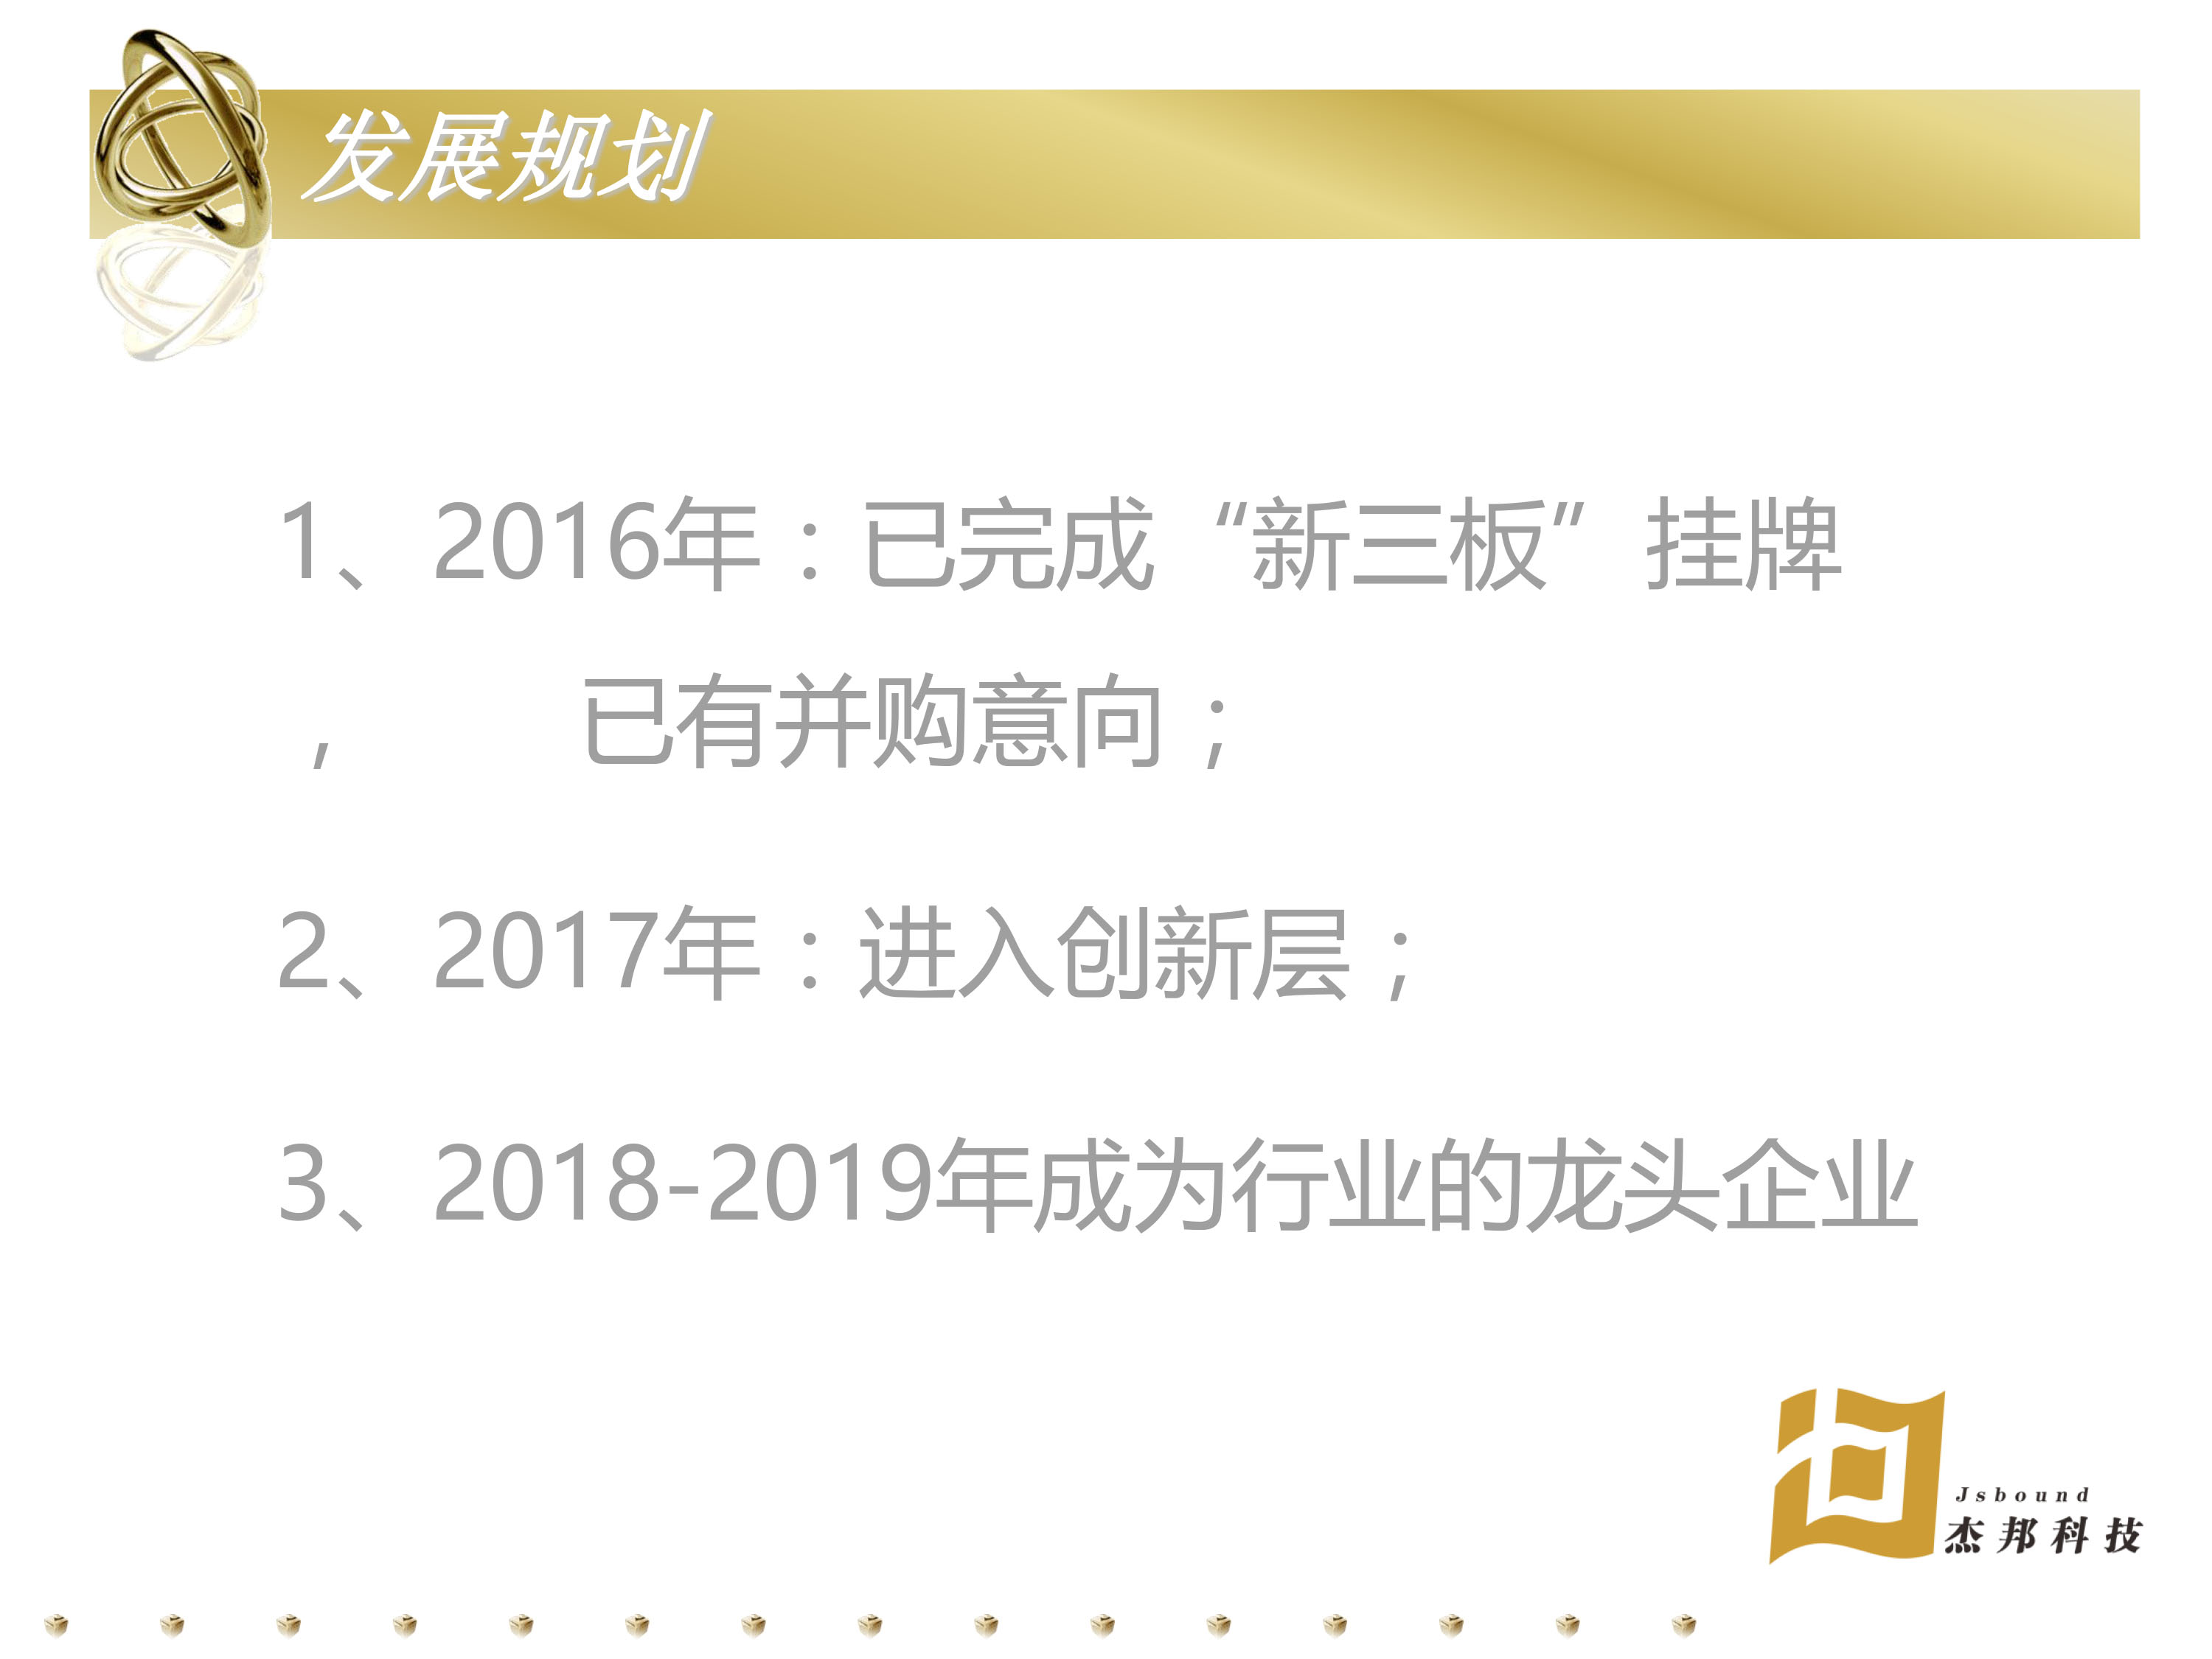 发展规划
1、2016年：已完成“新三板”挂牌
，已有并购意向；
2、2017年：进入创新层；
3、2018-2019年成为行业的龙头企业
Jsbound
杰邦科技